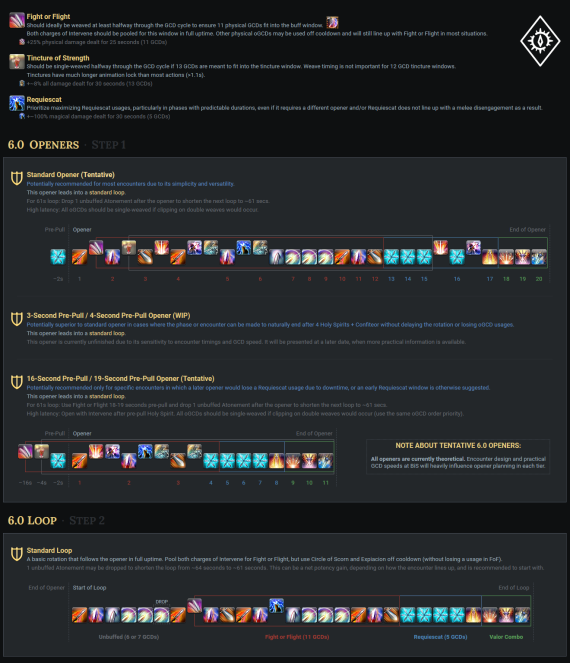 Fight or Flight
Should ideally be weaved at least halfway through the GCD cycle to ensure 11 physical GCDs fit into the buff window.
Both charges of Intervene should be pooled for this window in full uptime. Other physical oGCDs may be used off cooldown and will still line up with Fight or Flight in most situations.
+25% physical damage dealt for 25 seconds (11 GCDs)
Tincture of Strength
Should be single-weaved halfway through the GCD cycle if 13 GCDs are meant to fit into the tincture window. Weave timing is not important for 12 GCD tincture windows.
Tinctures have much longer animation lock than most actions (>1.1s).
+~8% all damage dealt for 30 seconds (13 GCDs)
Requiescat
Prioritize maximizing Requiescat usages, particularly in phases with predictable durations, even if it requires a different opener and/or Requiescat does not line up with a melee disengagement as a result.
+~100% magical damage dealt for 30 seconds (5 GCDs)
6.0 OPENERS · STEP 1
Standard Opener (Tentative)
Potentially recommended for most encounters due to its simplicity and versatility.
This opener leads into a standard loop.
For 61s loop: Drop 1 unbuffed Atonement after the opener to shorten the next loop to ~61 secs.
High latency: All oGCDs should be single-weaved if clipping on double weaves would occur.
Pre-Pull Opener End of Opener
~2s 1 2 3 4 5 6 7 8 9 10 11 12 13 14 15 16 17 18 19 20
3-Second Pre-Pull / 4-Second Pre-Pull Opener (WIP)
Potentially superior to standard opener in cases where the phase or encounter can be made to naturally end after 4 Holy Spirits + Confiteor without delaying the rotation or losing oGCD usages.
This opener leads into a standard loop.
This opener is currently unfinished due to its sensitivity to encounter timings and GCD speed. It will be presented at a later date, when more practical information is available.
16-Second Pre-Pull / 19-Second Pre-Pull Opener (Tentative)
Potentially recommended only for specific encounters in which a later opener would lose a Requiescat usage due to downtime, or an early Requiescat window is otherwise suggested.
This opener leads into a standard loop.
For 61s loop: Use Fight or Flight 18-19 seconds pre-pull and drop 1 unbuffed Atonement after the opener to shorten the next loop to ~61 secs.
High latency: Open with Intervene after pre-pull Holy Spirit. All oGCDs should be single-weaved if clipping on double weaves would occur (use the same oGCD order priority).
Pre-Pull Opener End of Opener
~16s ~4s ~2s 1 2 3 4 5 6 7 8 9 10 11
NOTE ABOUT TENTATIVE 6.0 OPENERS:
All openers are currently theoretical. Encounter design and practical
GCD speeds at BIS will heavily influence opener planning in each tier.
6.0 LOOP · STEP 2
Standard Loop
A basic rotation that follows the opener in full uptime. Pool both charges of Intervene for Fight or Flight, but use Circle of Scorn and Expiacion off cooldown (without losing a usage in FoF).
1 unbuffed Atonement may be dropped to shorten the loop from ~64 seconds to ~61 seconds. This can be a net potency gain, depending on how the encounter lines up, and is recommended to start with.
End of Opener Start of Loop End of Loop
DROP
Unbuffed (6 or 7 GCDs) Fight or Flight (11 GCDs) Requiescat (5 GCDs) Valor Combo